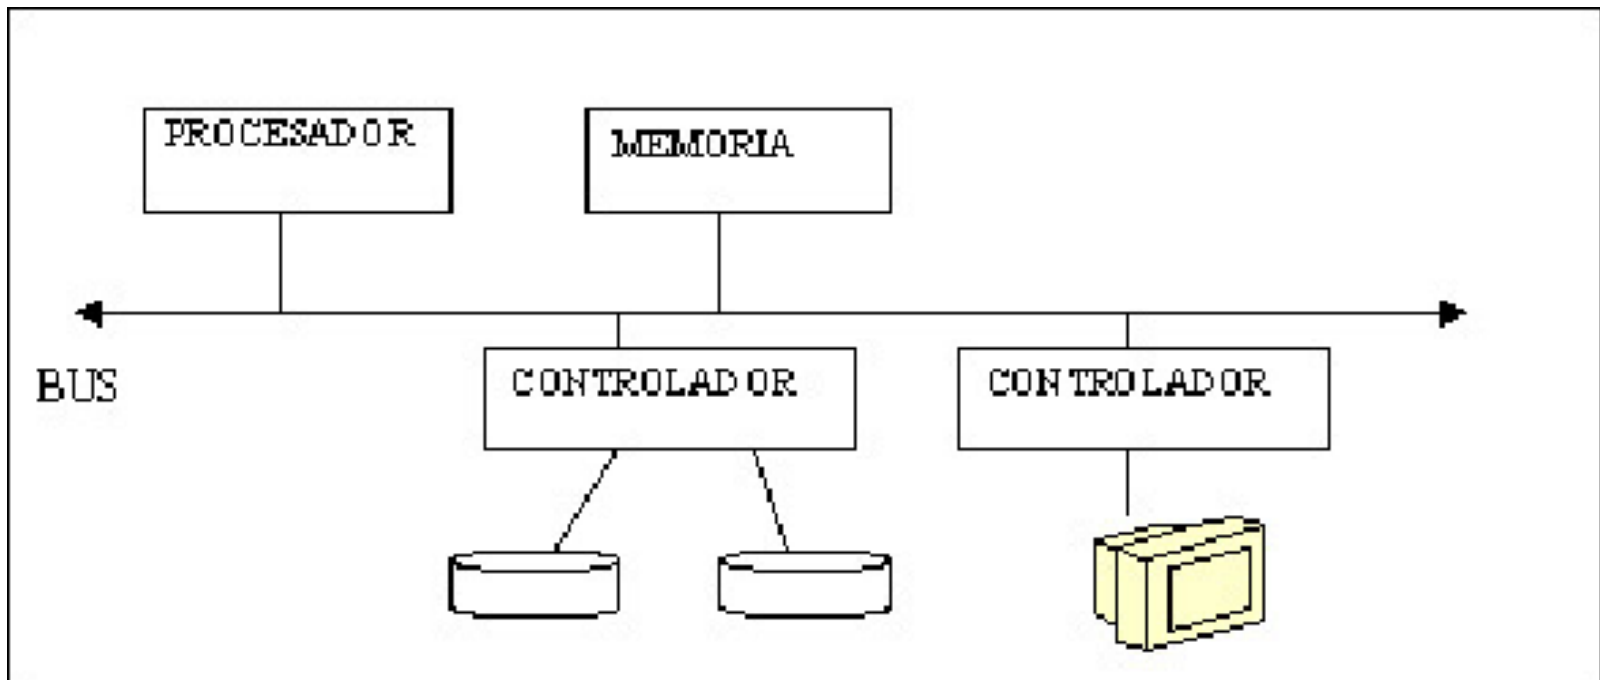 PROCESADOR
MEMORIA
BUS
CONTROLADOR
CONTROLADOR